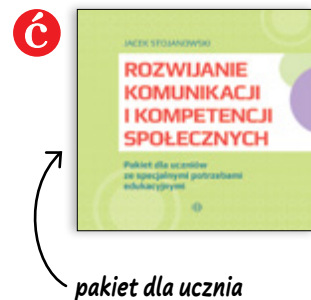 Ć
JACEK STOJANOWSKI
ROZWIJANIE
KOMUNIKACJI
I KOMPETENCJI
SPOŁECZNYCH
Pakiet dla uczniów
ze specjalnymi potrzebami
edukacyjnymi
pakiet dla ucznia